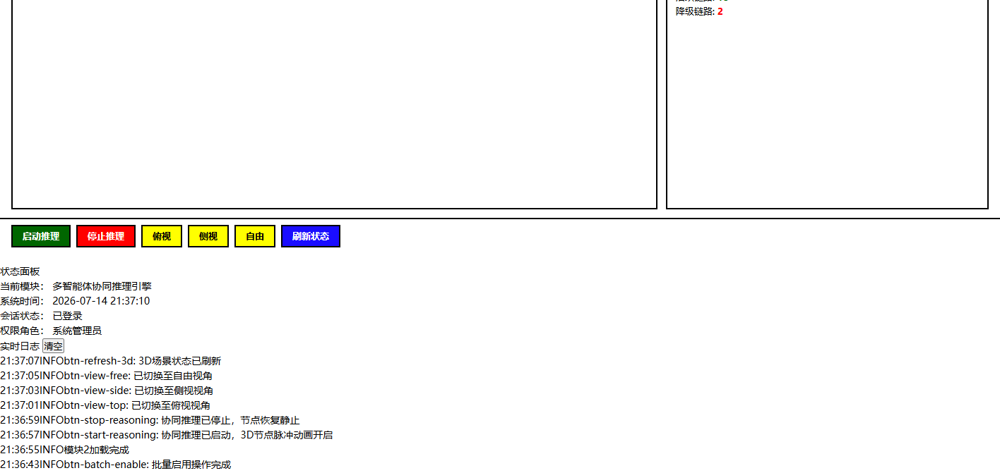 降级链路: 2
启动推理 停止推理 俯视 侧视 自由 刷新状态
状态面板
当前模块： 多智能体协同推理引擎
系统时间： 2026-07-14 21:37:10
会话状态： 已登录
权限角色： 系统管理员
实时日志 清空
21:37:07INFObtn-refresh-3d: 3D场景状态已刷新
21:37:05INFObtn-view-free: 已切换至自由视角
21:37:03INFObtn-view-side: 已切换至侧视视角
21:37:01INFObtn-view-top: 已切换至俯视视角
21:36:59INFObtn-stop-reasoning: 协同推理已停止，节点恢复静止
21:36:57INFObtn-start-reasoning: 协同推理已启动，3D节点脉冲动画开启
21:36:55INFO模块2加载完成
21:36:43INFObtn-batch-enable: 批量启用操作完成